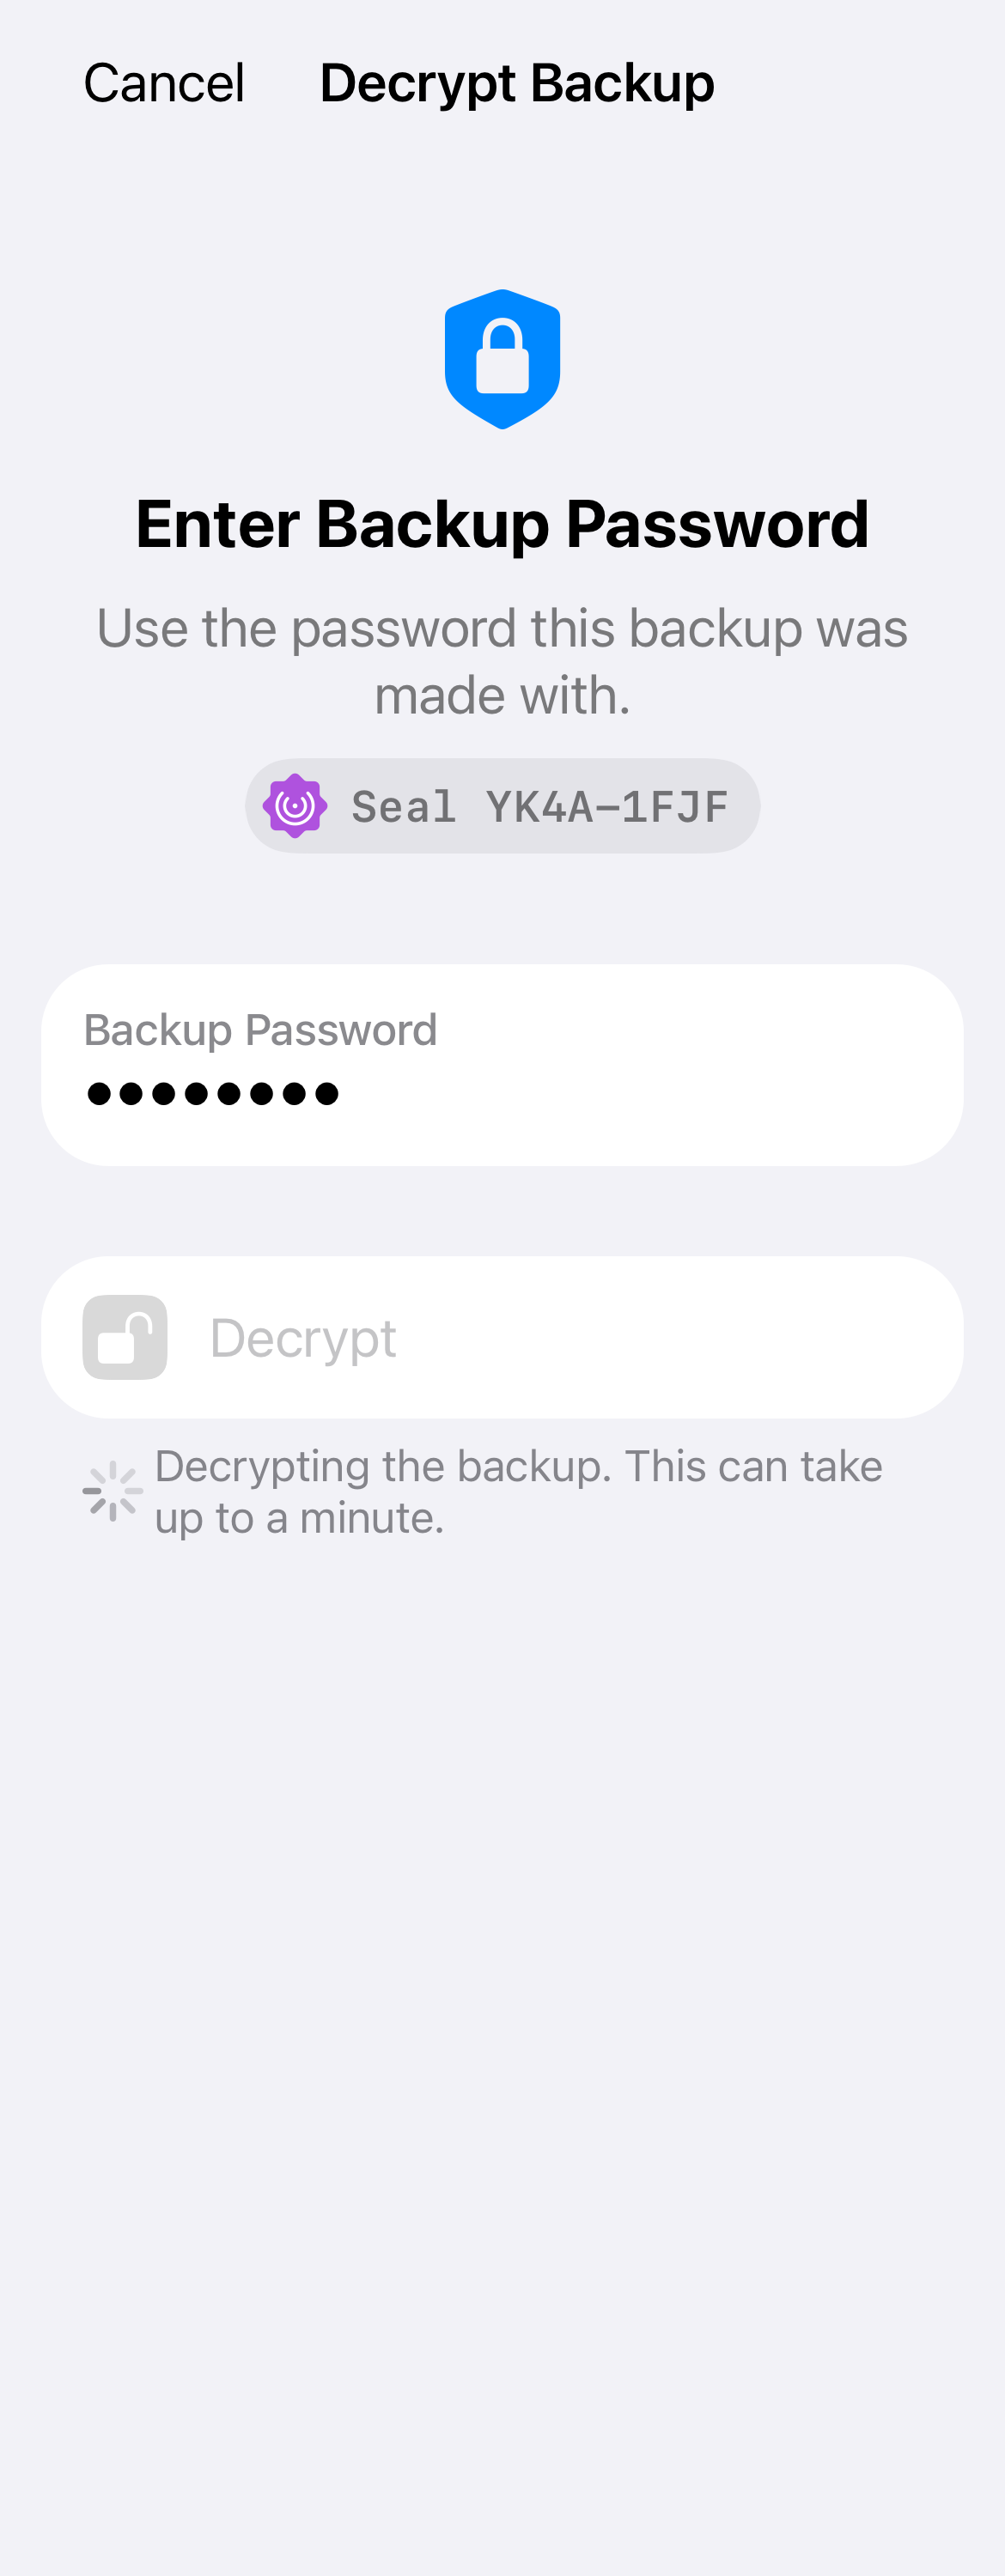 Cancel
Decrypt Backup
Enter Backup Password
Use the password this backup was
made with.
Seal YK4A–1FJF
Backup Password
••••••••
Decrypt
Decrypting the backup. This can take
up to a minute.